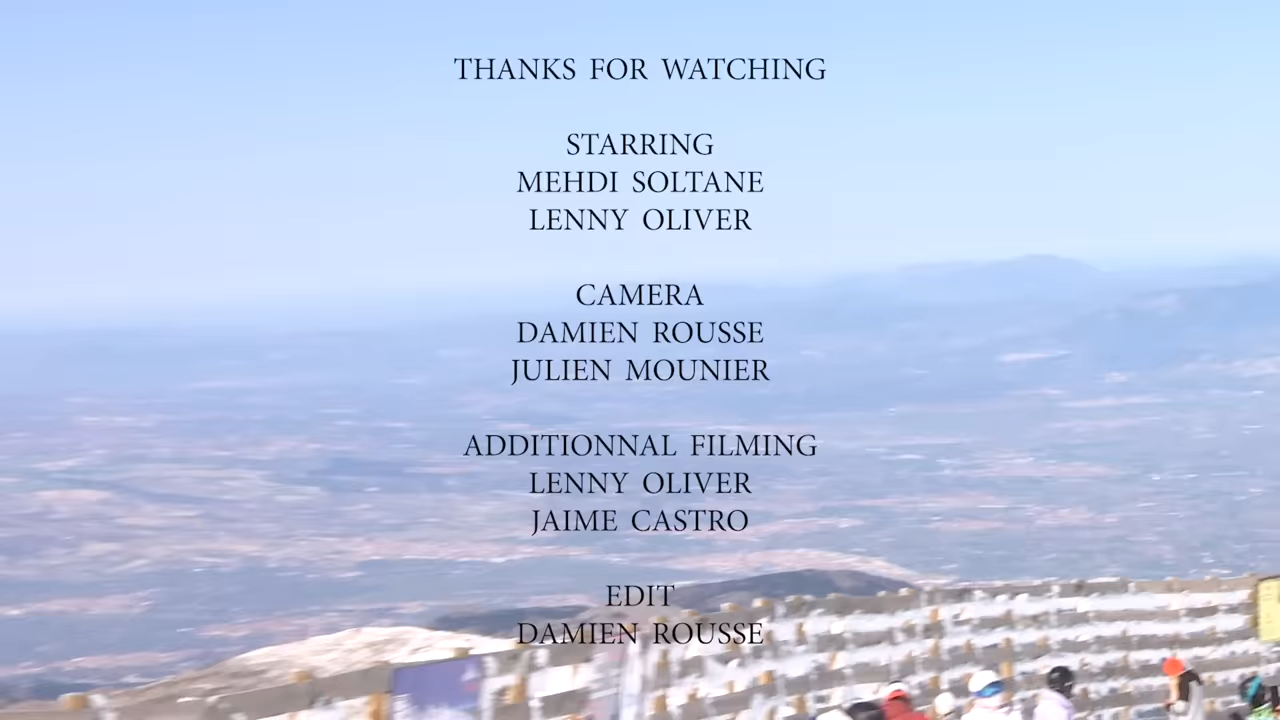 THANKS FOR WATCHING
STARRING
MEHDI SOLTANE
LENNY OLIVER
CAMERA
DAMIEN ROUSSE
JULIEN MOUNIER
ADDITIONNAL FILMING
LENNY OLIVER
JAIME CASTRO
EDIT
DAMIEN ROUSSE